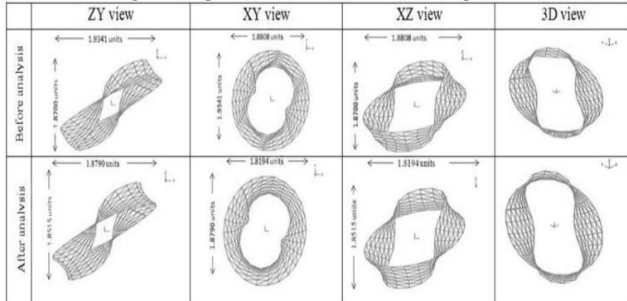 ZY view XY view XZ view 3D view
Before analysis
1.9341 units
1.8700 units
1.8808 units
1.9341 units
1.8808 units
1.8700 units
After analysis
1.8790 units
1.8515 units
1.8194 units
1.8790 units
1.8194 units
1.8515 units